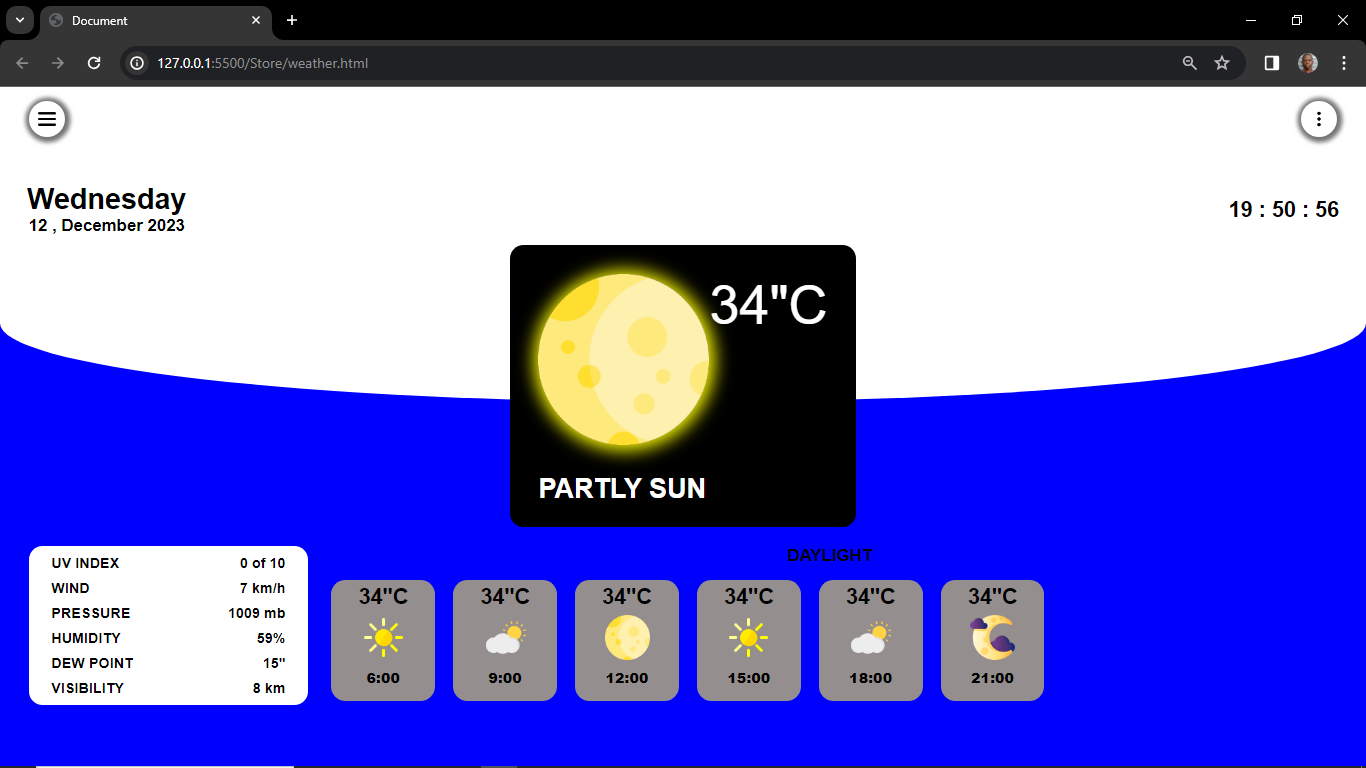 Document
127.0.0.1:5500/Store/weather.html
Wednesday
12 , December 2023
19 : 50 : 56
34"C
PARTLY SUN
UV INDEX 0 of 10
WIND 7 km/h
PRESSURE 1009 mb
HUMIDITY 59%
DEW POINT 15"
VISIBILITY 8 km
DAYLIGHT
34"C 34"C 34"C 34"C 34"C 34"C
6:00 9:00 12:00 15:00 18:00 21:00